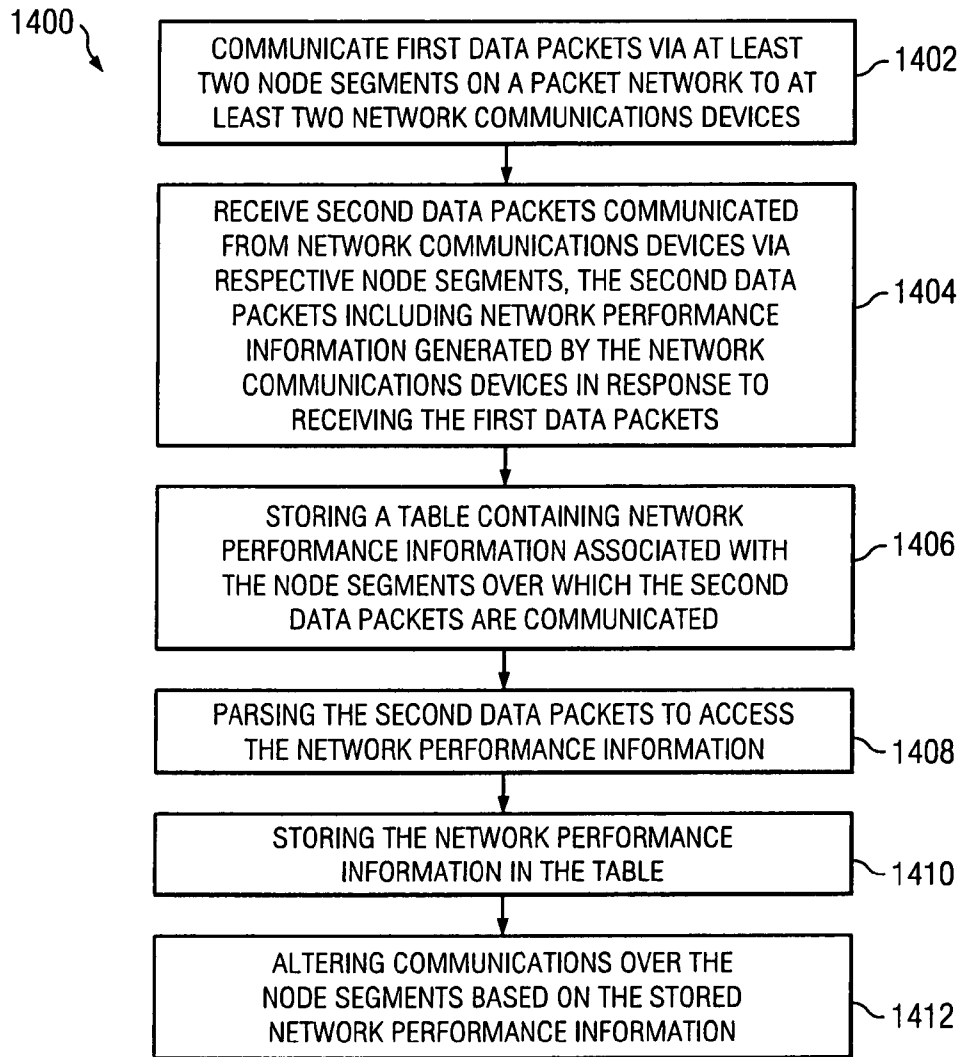 1400
COMMUNICATE FIRST DATA PACKETS VIA AT LEAST
TWO NODE SEGMENTS ON A PACKET NETWORK TO AT
LEAST TWO NETWORK COMMUNICATIONS DEVICES
1402
RECEIVE SECOND DATA PACKETS COMMUNICATED
FROM NETWORK COMMUNICATIONS DEVICES VIA
RESPECTIVE NODE SEGMENTS, THE SECOND DATA
PACKETS INCLUDING NETWORK PERFORMANCE
INFORMATION GENERATED BY THE NETWORK
COMMUNICATIONS DEVICES IN RESPONSE TO
RECEIVING THE FIRST DATA PACKETS
1404
STORING A TABLE CONTAINING NETWORK
PERFORMANCE INFORMATION ASSOCIATED WITH
THE NODE SEGMENTS OVER WHICH THE SECOND
DATA PACKETS ARE COMMUNICATED
1406
PARSING THE SECOND DATA PACKETS TO ACCESS
THE NETWORK PERFORMANCE INFORMATION
1408
STORING THE NETWORK PERFORMANCE
INFORMATION IN THE TABLE
1410
ALTERING COMMUNICATIONS OVER THE
NODE SEGMENTS BASED ON THE STORED
NETWORK PERFORMANCE INFORMATION
1412